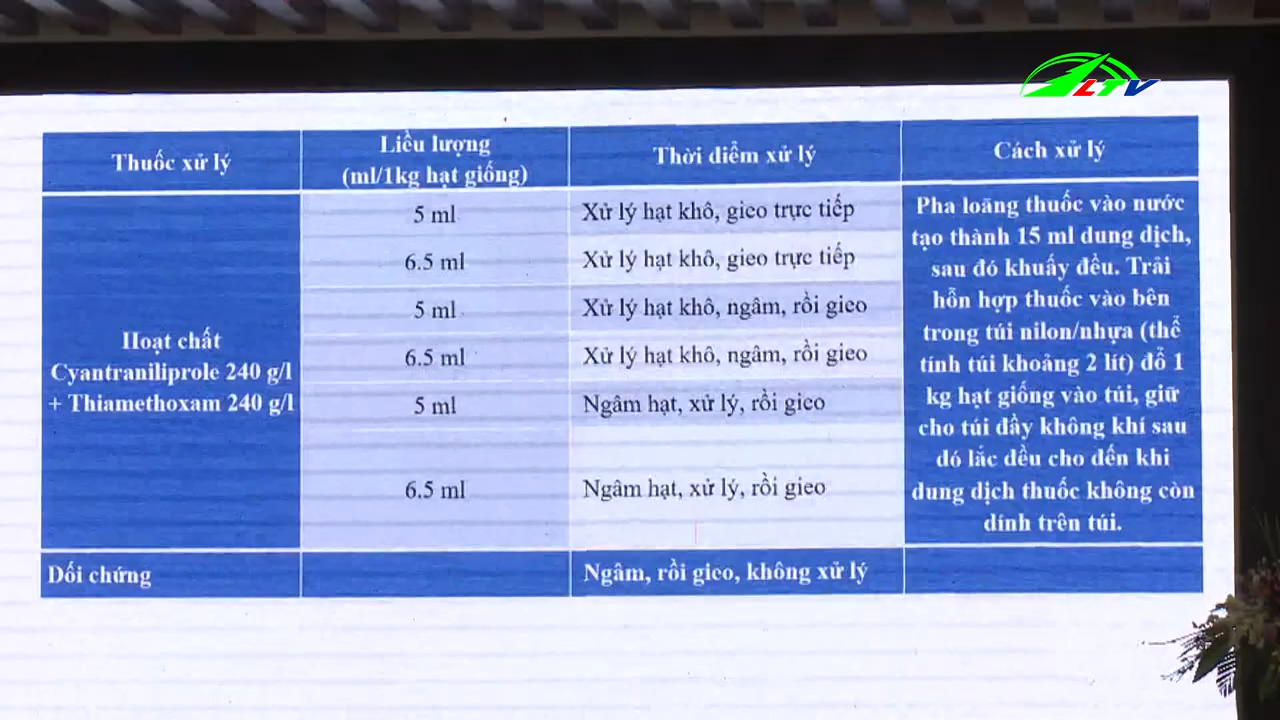 LTV
Thuốc xử lý
Liều lượng
(ml/1kg hạt giống)
Thời điểm xử lý
Cách xử lý
Hoạt chất
Cyantraniliprole 240 g/l
+ Thiamethoxam 240 g/l
5 ml
Xử lý hạt khô, gieo trực tiếp
6.5 ml
Xử lý hạt khô, gieo trực tiếp
5 ml
Xử lý hạt khô, ngâm, rồi gieo
6.5 ml
Xử lý hạt khô, ngâm, rồi gieo
5 ml
Ngâm hạt, xử lý, rồi gieo
6.5 ml
Ngâm hạt, xử lý, rồi gieo
Pha loãng thuốc vào nước
tạo thành 15 ml dung dịch,
sau đó khuấy đều. Trải
hỗn hợp thuốc vào bên
trong túi nilon/nhựa (thể
tính túi khoảng 2 lít) đổ 1
kg hạt giống vào túi, giữ
cho túi đầy không khí sau
đó lắc đều cho đến khi
dung dịch thuốc không còn
dính trên túi.
Đối chứng
Ngâm, rồi gieo, không xử lý